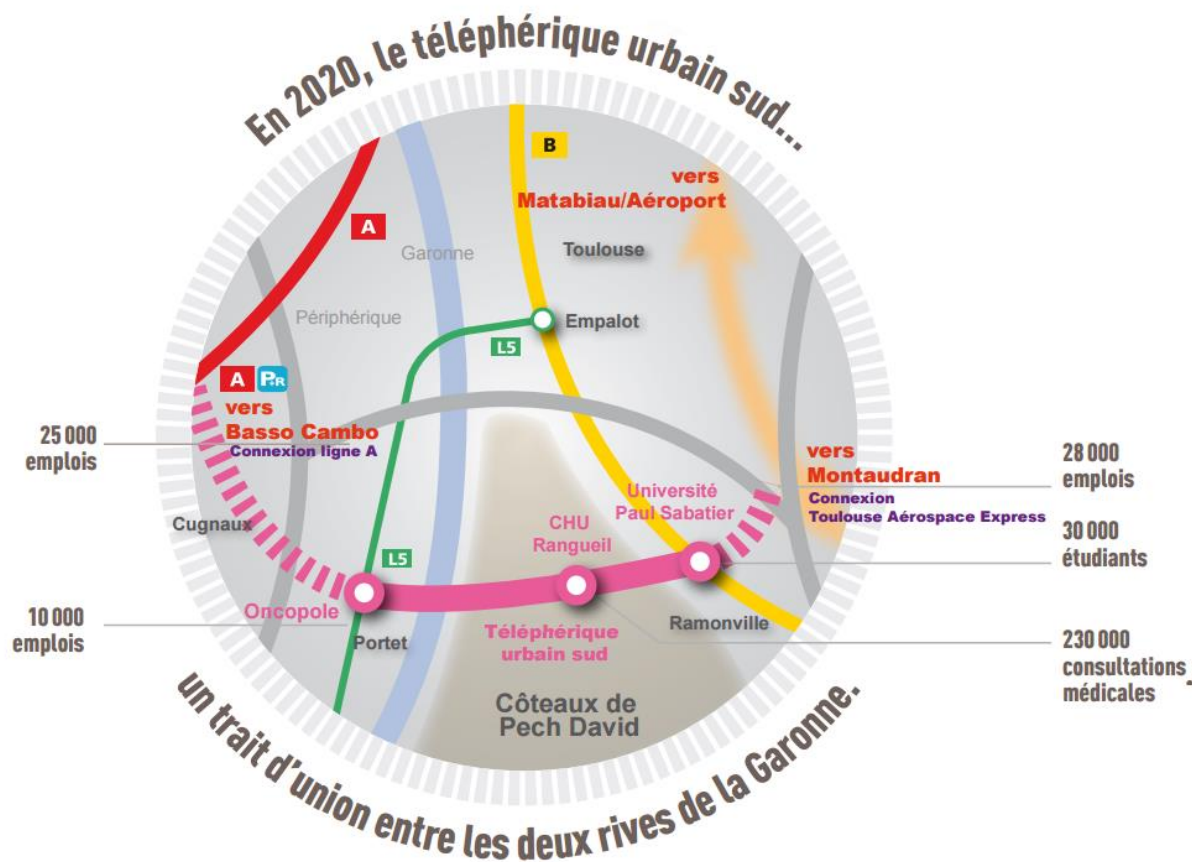 En 2020, le téléphérique urbain sud...
B
vers
Matabiau/Aéroport
A
Garonne
Toulouse
Périphérique
Empalot
L5
A P+R
vers
Basso Cambo
Connexion ligne A
25 000
emplois
vers
Montaudran
Connexion
Toulouse Aérospace Express
28 000
emplois
Université
Paul Sabatier
Cugnaux
CHU
Rangueil
30 000
étudiants
L5
Oncopole
10 000
emplois
Portet
Téléphérique
urbain sud
Ramonville
230 000
consultations
médicales
Côteaux de
Pech David
un trait d'union entre les deux rives de la Garonne.